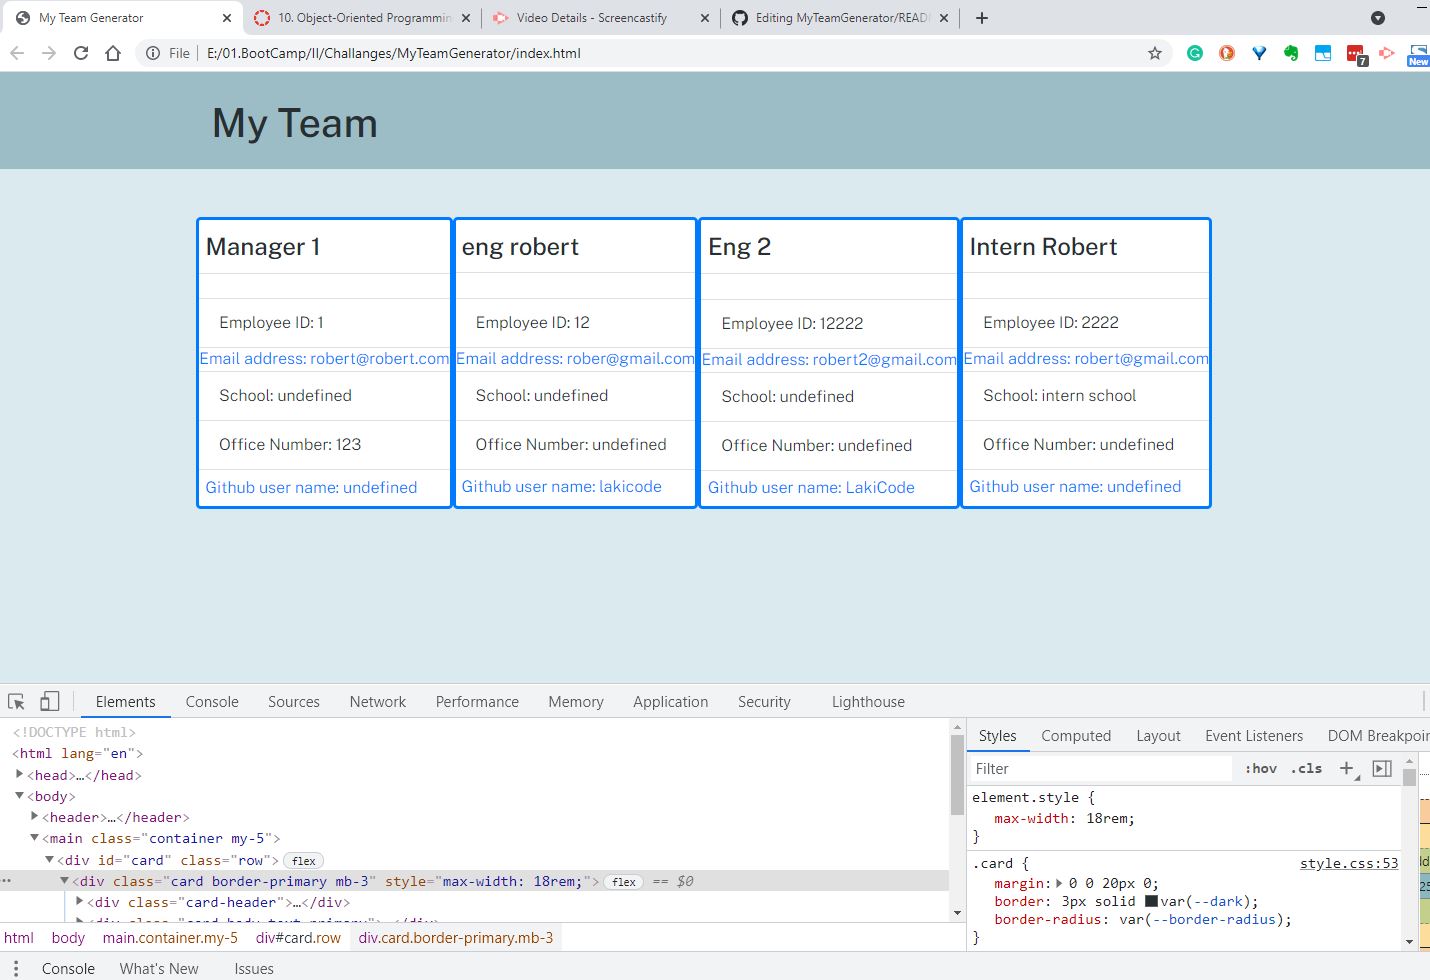 My Team Generator
10. Object-Oriented Programmin
Video Details - Screencastify
Editing MyTeamGenerator/READ
File E:/01.BootCamp/II/Challanges/MyTeamGenerator/index.html
7
New
My Team
Manager 1
Employee ID: 1
Email address: robert@robert.com
School: undefined
Office Number: 123
Github user name: undefined
eng robert
Employee ID: 12
Email address: rober@gmail.com
School: undefined
Office Number: undefined
Github user name: lakicode
Eng 2
Employee ID: 12222
Email address: robert2@gmail.com
School: undefined
Office Number: undefined
Github user name: LakiCode
Intern Robert
Employee ID: 2222
Email address: robert@gmail.com
School: intern school
Office Number: undefined
Github user name: undefined
Elements Console Sources Network Performance Memory Application Security Lighthouse
<!DOCTYPE html>
<html lang="en">
<head>…</head>
<body>
<header>…</header>
<main class="container my-5">
<div id="card" class="row"> flex
<div class="card border-primary mb-3" style="max-width: 18rem;"> flex == $0
<div class="card-header">…</div>
<div class="card-body text-primary">…</div>
html body main.container.my-5 div#card.row div.card.border-primary.mb-3
Styles Computed Layout Event Listeners DOM Breakpoin
Filter :hov .cls
element.style {
max-width: 18rem;
}
.card { style.css:53
margin: 0 0 20px 0;
border: 3px solid var(--dark);
border-radius: var(--border-radius);
}
Console What's New Issues